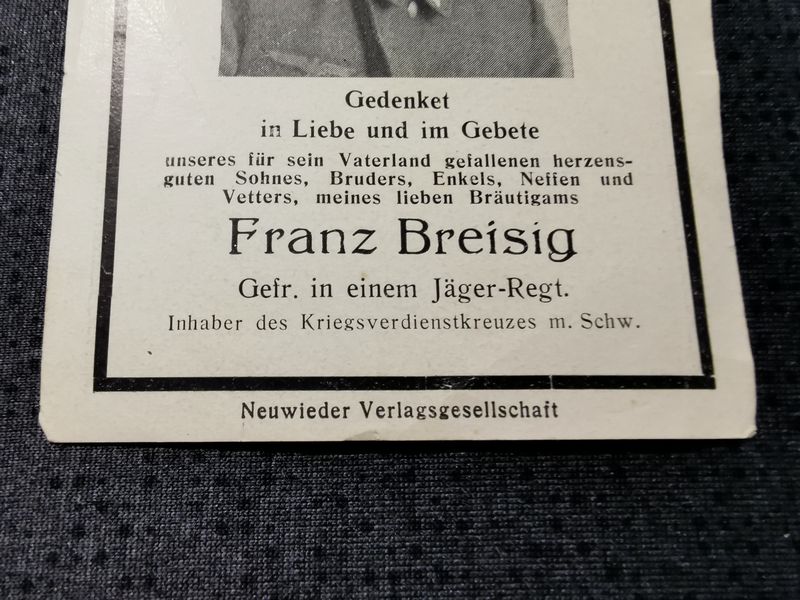 Gedenket
in Liebe und im Gebete
unseres für sein Vaterland gefallenen herzens-
guten Sohnes, Bruders, Enkels, Neffen und
Vetters, meines lieben Bräutigams
Franz Breisig
Gefr. in einem Jäger-Regt.
Inhaber des Kriegsverdienstkreuzes m. Schw.
Neuwieder Verlagsgesellschaft